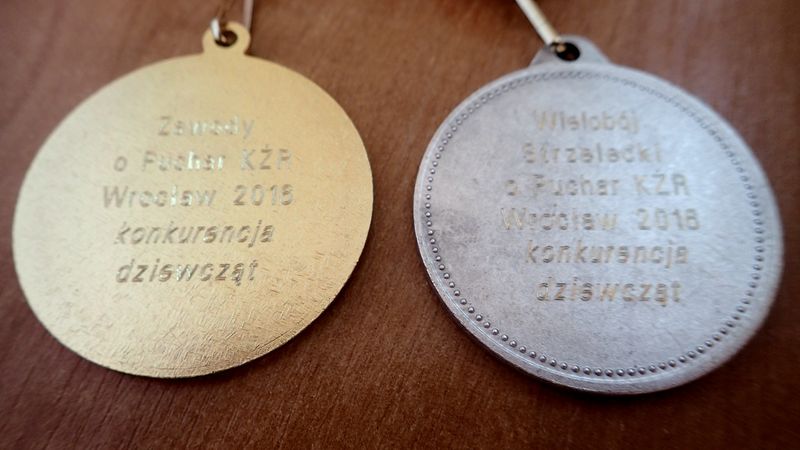 Zawody
o Puchar KŻR
Wrocław 2016
konkurencja
dziewcząt
Wielobój
Strzelecki
o Puchar KŻR
Wrocław 2016
konkurencja
dziewcząt